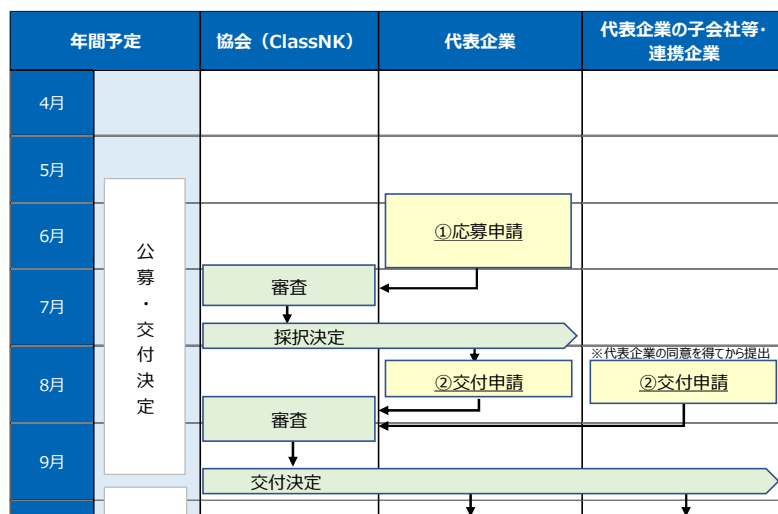 年間予定
協会（ClassNK）
代表企業
代表企業の子会社等・
連携企業
4月
5月
6月
7月
8月
9月
公募・交付決定
①応募申請
審査
採択決定
※代表企業の同意を得てから提出
②交付申請
②交付申請
審査
交付決定